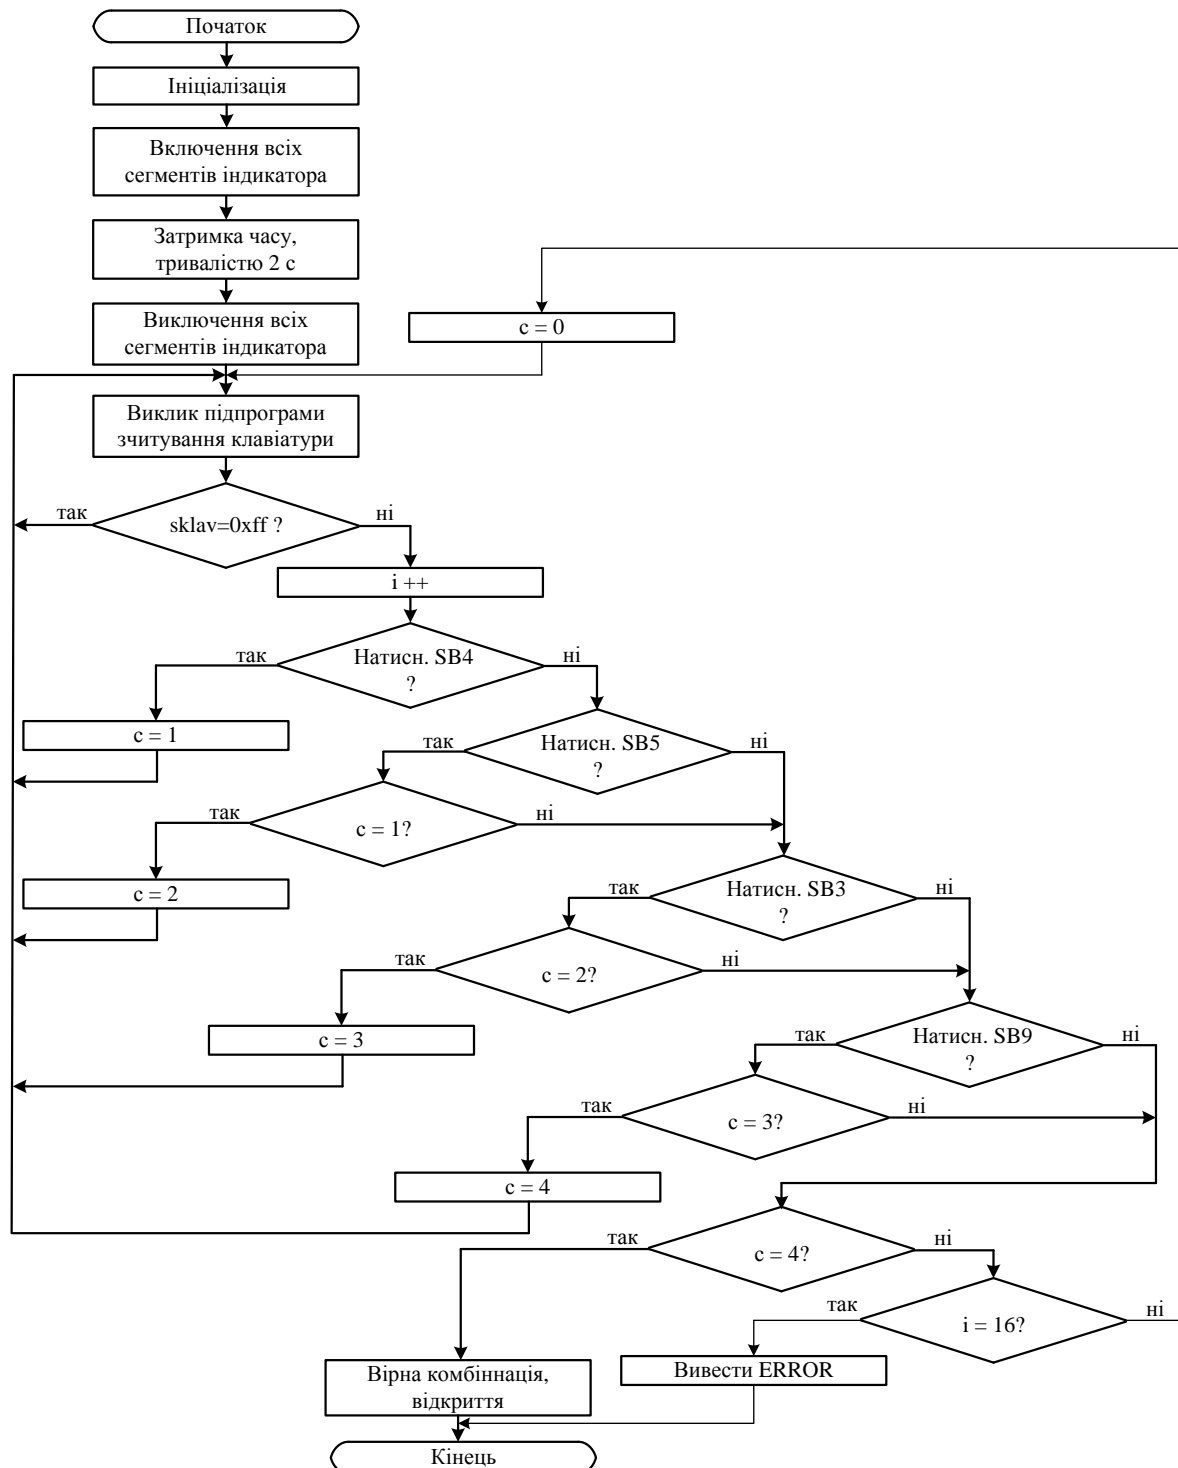 Початок
Ініціалізація
Включення всіх
сегментів індикатора
Затримка часу,
тривалістю 2 с
Виключення всіх
сегментів індикатора
c = 0
Виклик підпрограми
зчитування клавіатури
так
sklav=0xff ?
ні
i ++
так
Натисн. SB4
?
ні
c = 1
так
Натисн. SB5
?
ні
так
c = 1?
ні
c = 2
так
Натисн. SB3
?
ні
так
c = 2?
ні
c = 3
так
Натисн. SB9
?
ні
так
c = 3?
ні
c = 4
так
c = 4?
ні
так
i = 16?
ні
Вірна комбіннація,
відкриття
Вивести ERROR
Кінець